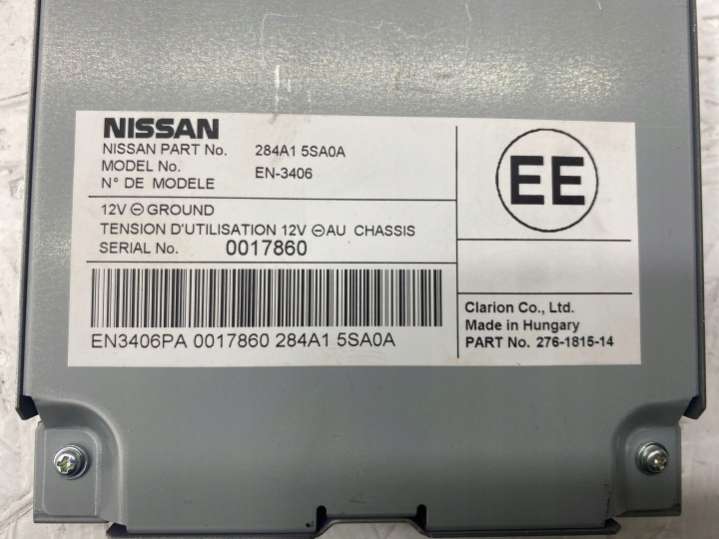 NISSAN
NISSAN PART No. 284A1 5SA0A
MODEL No. EN-3406
N° DE MODELE
12V ⊖ GROUND
TENSION D'UTILISATION 12V ⊖ AU CHASSIS
SERIAL No. 0017860
EN3406PA 0017860 284A1 5SA0A
EE
Clarion Co., Ltd.
Made in Hungary
PART No. 276-1815-14